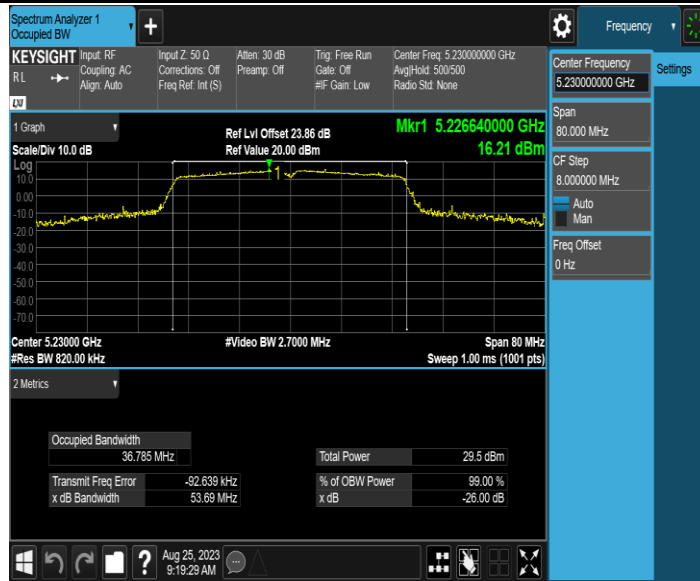 Spectrum Analyzer 1
Occupied BW
Frequency
KEYSIGHT
RL
LXI
Input: RF
Coupling: AC
Align: Auto
Input Z: 50 Ω
Corrections: Off
Freq Ref: Int (S)
Atten: 30 dB
Preamp: Off
Trig: Free Run
Gate: Off
#IF Gain: Low
Center Freq: 5.230000000 GHz
Avg|Hold: 500/500
Radio Std: None
Center Frequency
5.230000000 GHz
Settings
Span
80.000 MHz
CF Step
8.000000 MHz
Auto
Man
Freq Offset
0 Hz
1 Graph
Ref Lvl Offset 23.86 dB
Mkr1 5.226640000 GHz
Scale/Div 10.0 dB
Ref Value 20.00 dBm
16.21 dBm
Log
10.0
0.00
-10.0
-20.0
-30.0
-40.0
-50.0
-60.0
-70.0
1
Center 5.23000 GHz
#Video BW 2.7000 MHz
Span 80 MHz
#Res BW 820.00 kHz
Sweep 1.00 ms (1001 pts)
2 Metrics
Occupied Bandwidth
36.785 MHz
Total Power 29.5 dBm
Transmit Freq Error -92.639 kHz
% of OBW Power 99.00 %
x dB Bandwidth 53.69 MHz
x dB -26.00 dB
Aug 25, 2023
9:19:29 AM